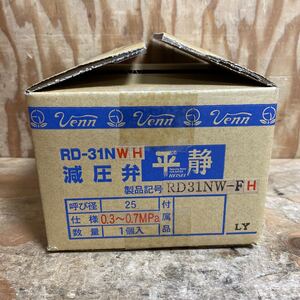 Venn Venn Venn
RD-31NWH
減圧弁 平静
製品記号 RD31NW-FH
呼び径 25 付
仕様 0.3~0.7MPa 属
数量 1個入 品
LY